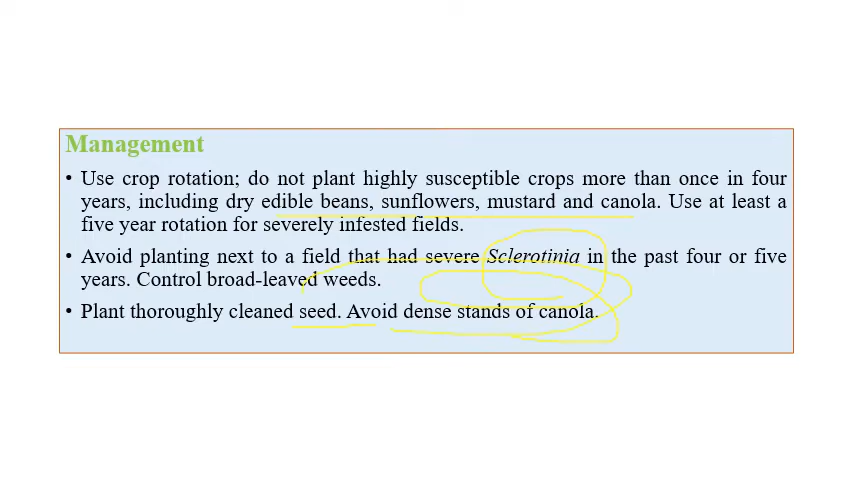 Management
• Use crop rotation; do not plant highly susceptible crops more than once in four
years, including dry edible beans, sunflowers, mustard and canola. Use at least a
five year rotation for severely infested fields.
• Avoid planting next to a field that had severe Sclerotinia in the past four or five
years. Control broad-leaved weeds.
• Plant thoroughly cleaned seed. Avoid dense stands of canola.